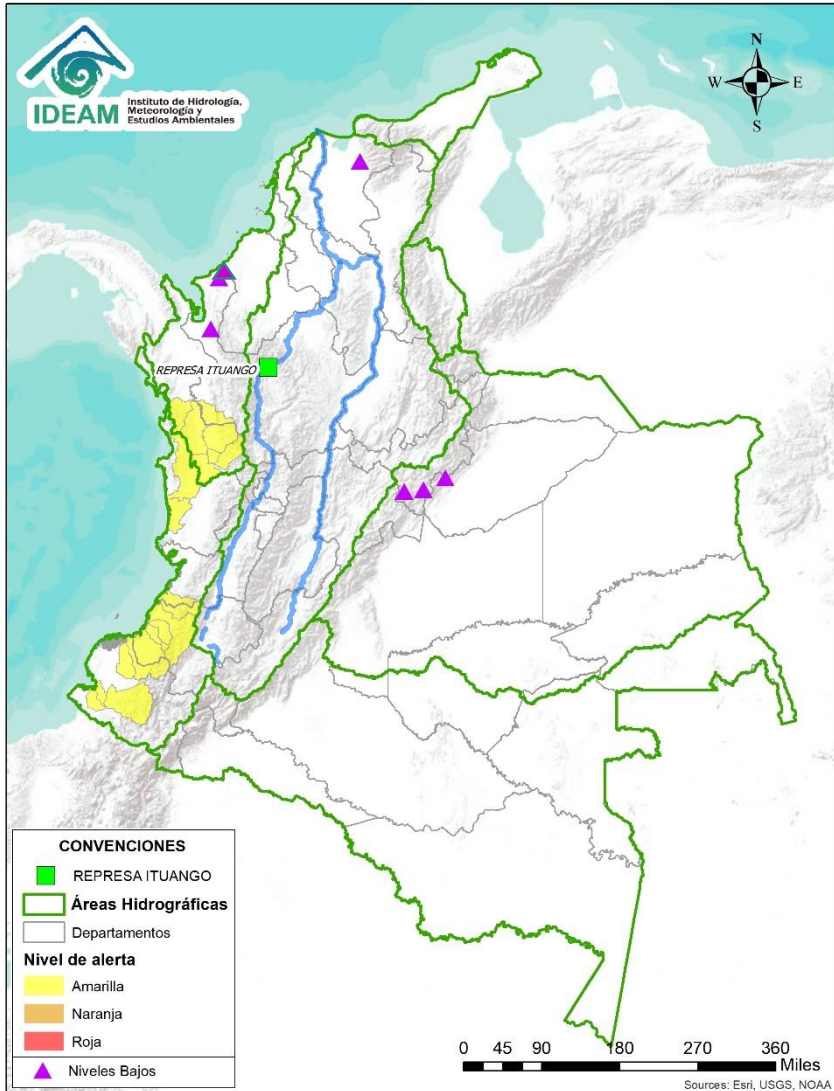 IDEAM
Instituto de Hidrología,
Meteorología y
Estudios Ambientales
N
W
E
S
REPRESA ITUANGO
CONVENCIONES
REPRESA ITUANGO
Áreas Hidrográficas
Departamentos
Nivel de alerta
Amarilla
Naranja
Roja
Niveles Bajos
0 45 90 180 270 360
Miles
Sources: Esri, USGS, NOAA